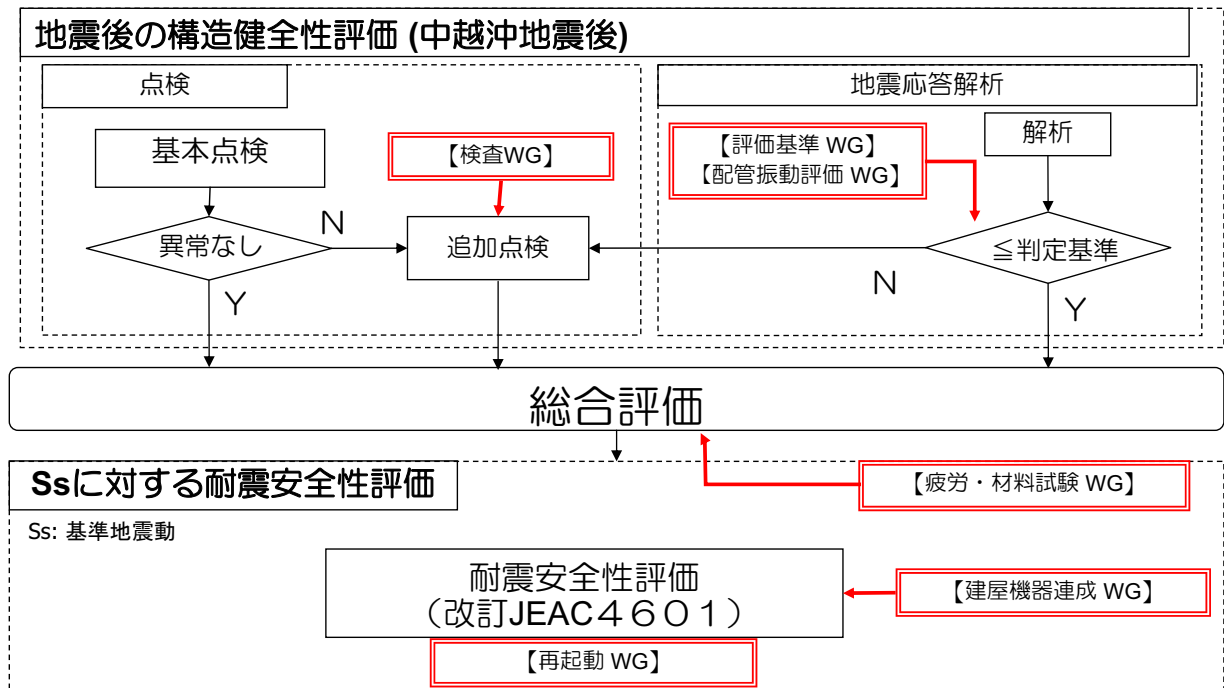 地震後の構造健全性評価 (中越沖地震後)
点検
地震応答解析
基本点検
【検査WG】
【評価基準 WG】
【配管振動評価 WG】
解析
異常なし
N
追加点検
≦判定基準
N
Y
Y
総合評価
Ssに対する耐震安全性評価
【疲労・材料試験 WG】
Ss: 基準地震動
耐震安全性評価
（改訂JEAC４６０１）
【建屋機器連成 WG】
【再起動 WG】